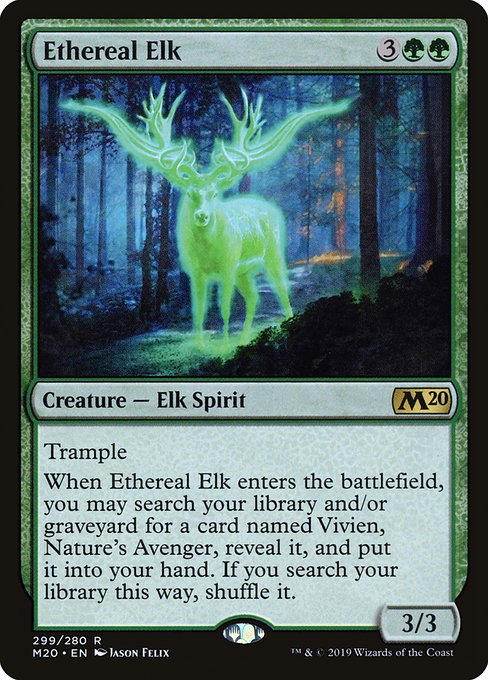 Ethereal Elk 3
Creature — Elk Spirit M20
Trample
When Ethereal Elk enters the battlefield,
you may search your library and/or
graveyard for a card named Vivien,
Nature's Avenger, reveal it, and put
it into your hand. If you search your
library this way, shuffle it.
3/3
299/280 R
M20 • EN Jason Felix ™ & © 2019 Wizards of the Coast